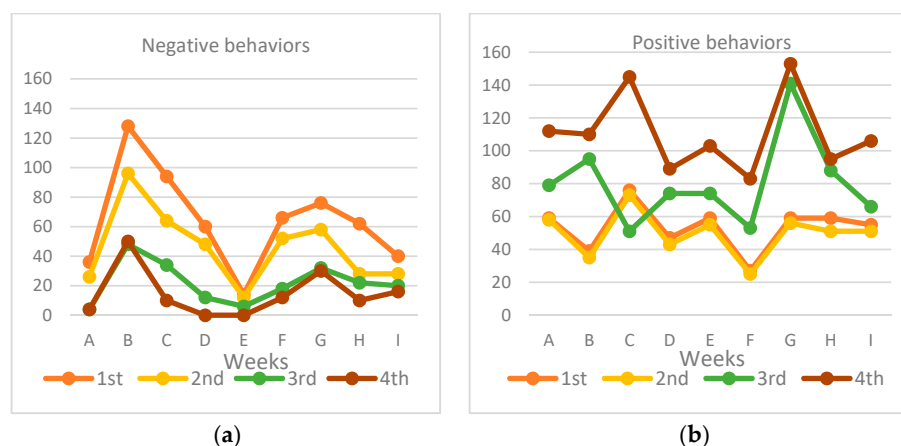 Negative behaviors
160
140
120
100
80
60
40
20
0
A B C D E F G H I
Weeks
1st 2nd 3rd 4th
(a)
Positive behaviors
160
140
120
100
80
60
40
20
0
A B C D E F G H I
Weeks
1st 2nd 3rd 4th
(b)